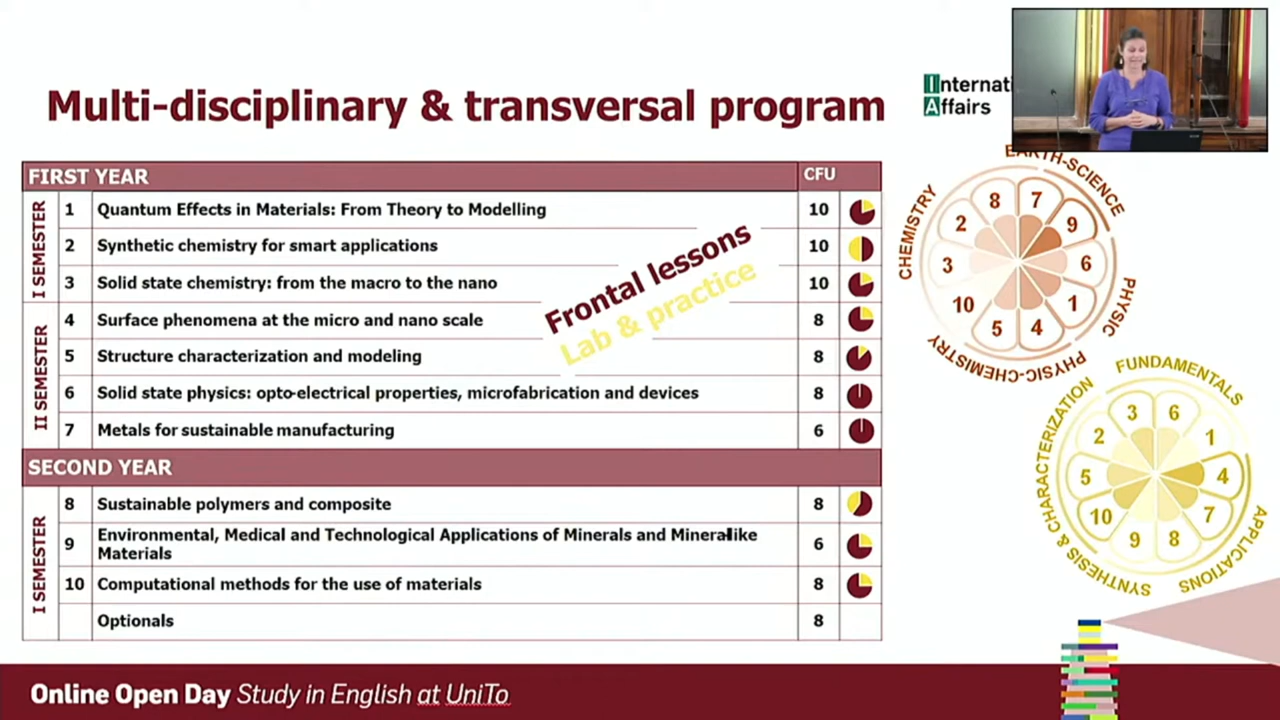 Multi-disciplinary & transversal program
Internati
Affairs
FIRST YEAR CFU
I SEMESTER
1 Quantum Effects in Materials: From Theory to Modelling 10
2 Synthetic chemistry for smart applications 10
3 Solid state chemistry: from the macro to the nano 10
II SEMESTER
4 Surface phenomena at the micro and nano scale 8
5 Structure characterization and modeling 8
6 Solid state physics: opto-electrical properties, microfabrication and devices 8
7 Metals for sustainable manufacturing 6
Frontal lessons
Lab & practice
SECOND YEAR
I SEMESTER
8 Sustainable polymers and composite 8
9 Environmental, Medical and Technological Applications of Minerals and Mineral-like
Materials 6
10 Computational methods for the use of materials 8
Optionals 8
EARTH-SCIENCE
PHYSIC
PHYSIC-CHEMISTRY
CHEMISTRY
8 7
2 9
3 6
10 1
5 4
FUNDAMENTALS
APPLICATIONS
SYNTHESIS & CHARACTERIZATION
3 6
2 1
5 4
10 7
9 8
Online Open Day Study in English at UniTo